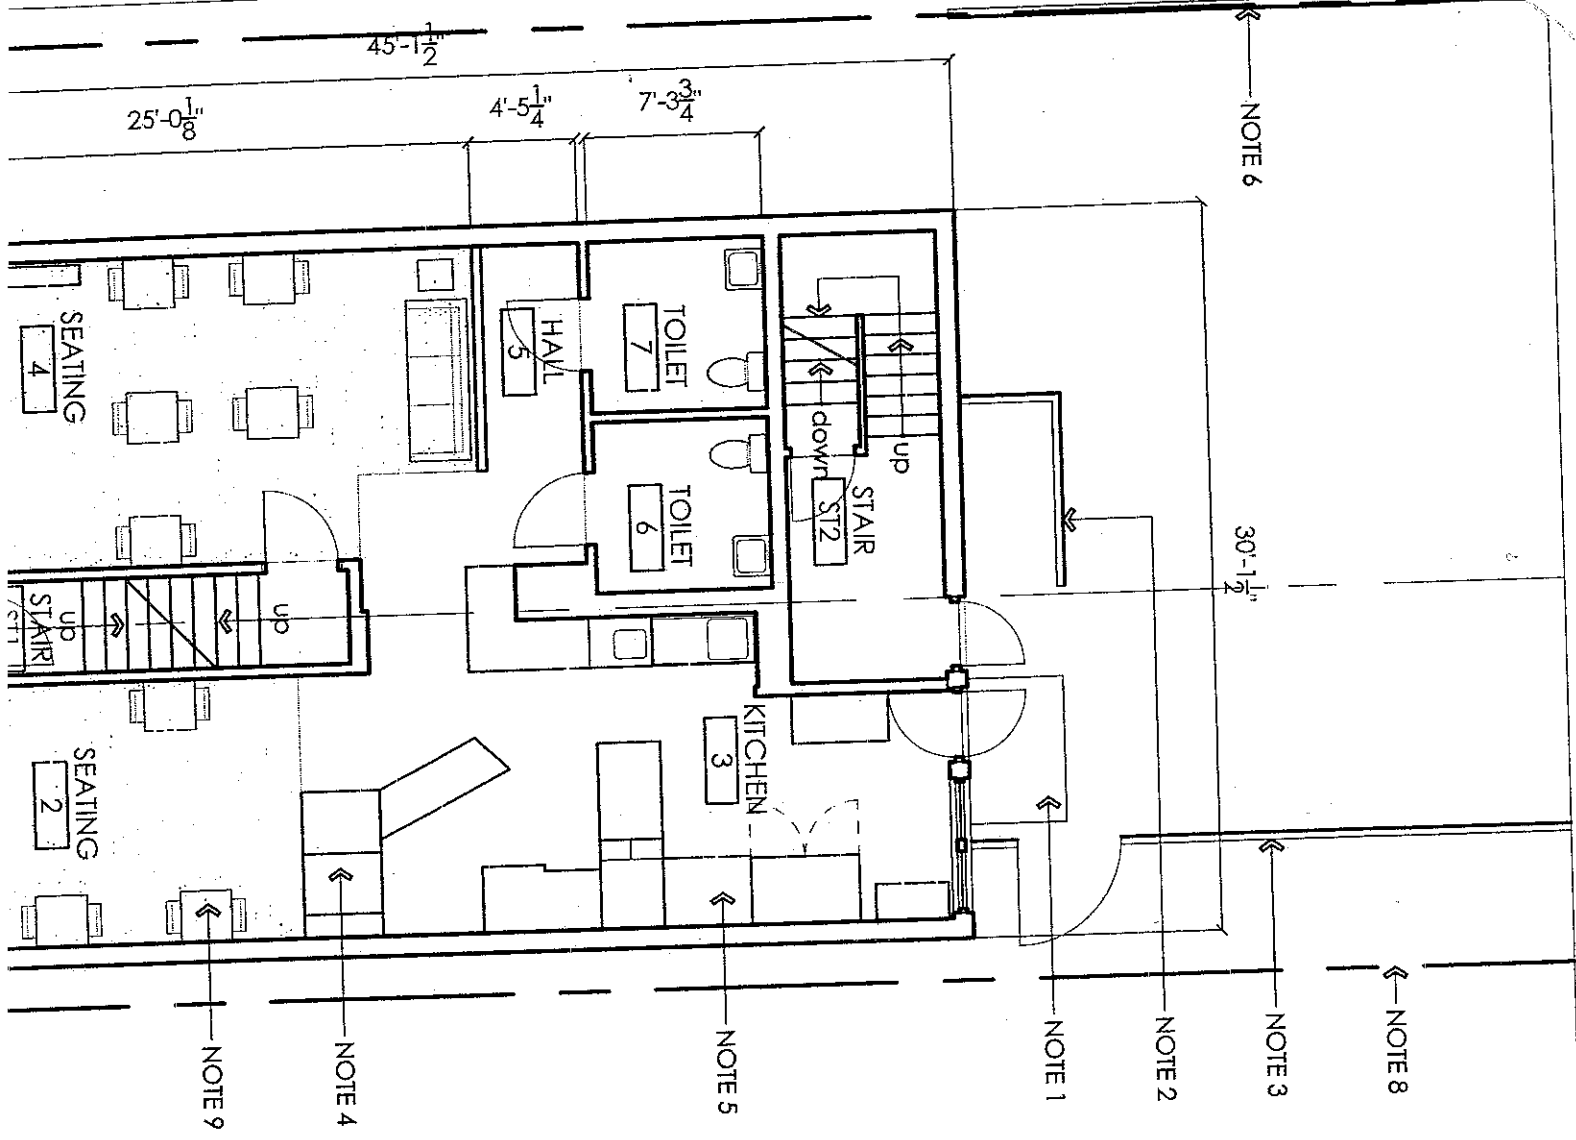 45'-1 1/2"
25'-0 1/8"
4'-5 1/4"
7'-3 3/4"
NOTE 6
30'-1 1/2"
SEATING
4
HALL
5
TOILET
7
TOILET
6
up
down
STAIR
ST2
STAIR
ST1
up
up
KITCHEN
3
SEATING
2
NOTE 9
NOTE 4
NOTE 5
NOTE 1
NOTE 2
NOTE 3
NOTE 8